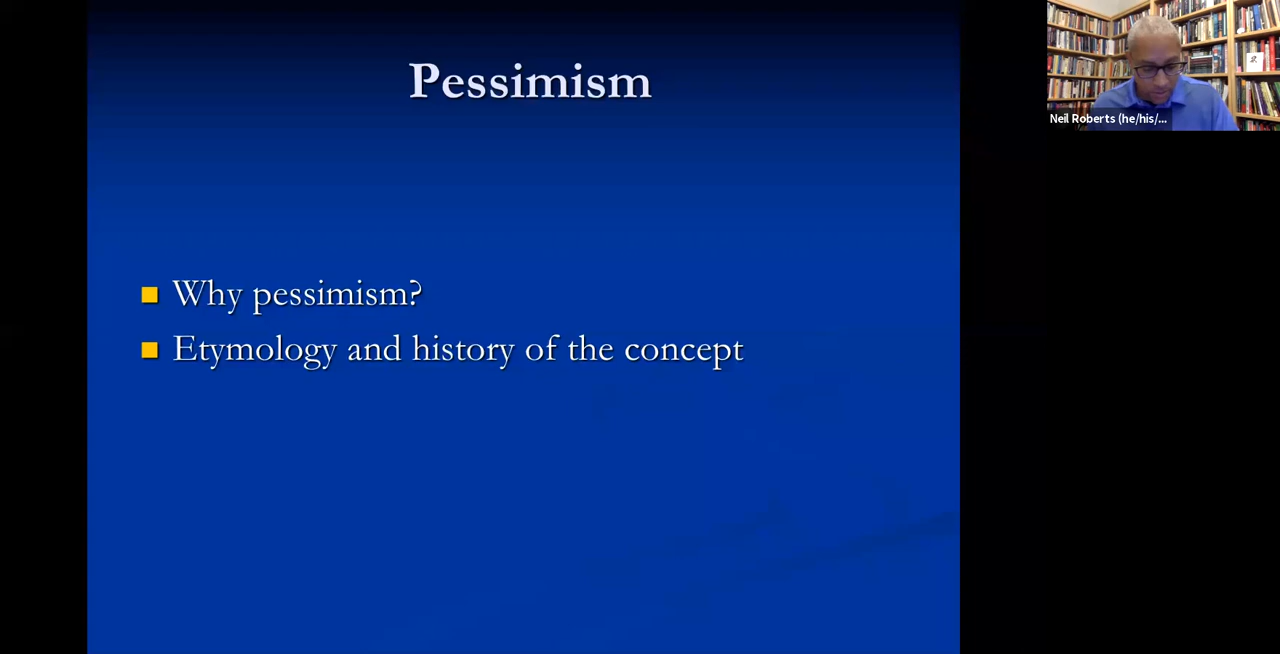 Pessimism
Why pessimism?
Etymology and history of the concept
Neil Roberts (he/his/...